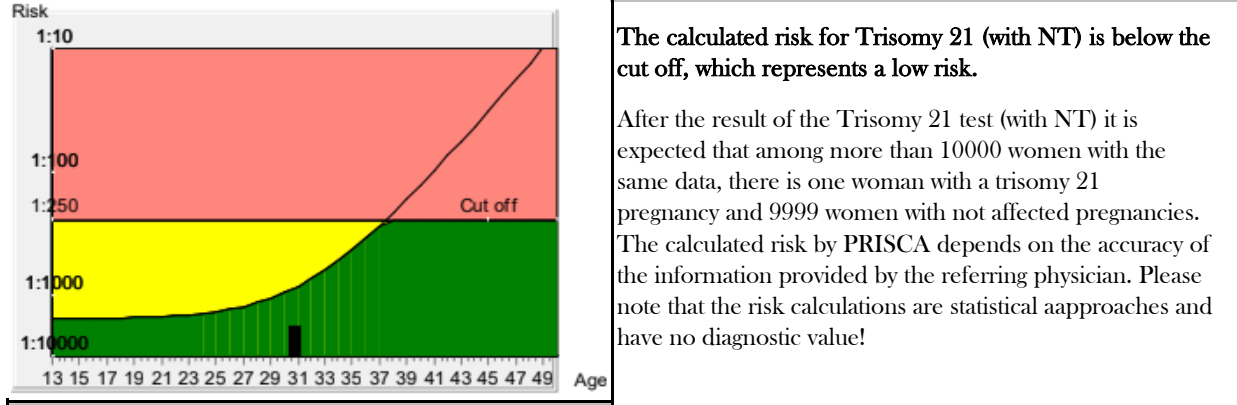 Risk
1:10
1:100
1:250
Cut off
1:1000
1:10000
13 15 17 19 21 23 25 27 29 31 33 35 37 39 41 43 45 47 49
Age
The calculated risk for Trisomy 21 (with NT) is below the
cut off, which represents a low risk.
After the result of the Trisomy 21 test (with NT) it is
expected that among more than 10000 women with the
same data, there is one woman with a trisomy 21
pregnancy and 9999 women with not affected pregnancies.
The calculated risk by PRISCA depends on the accuracy of
the information provided by the referring physician. Please
note that the risk calculations are statistical aapproaches and
have no diagnostic value!